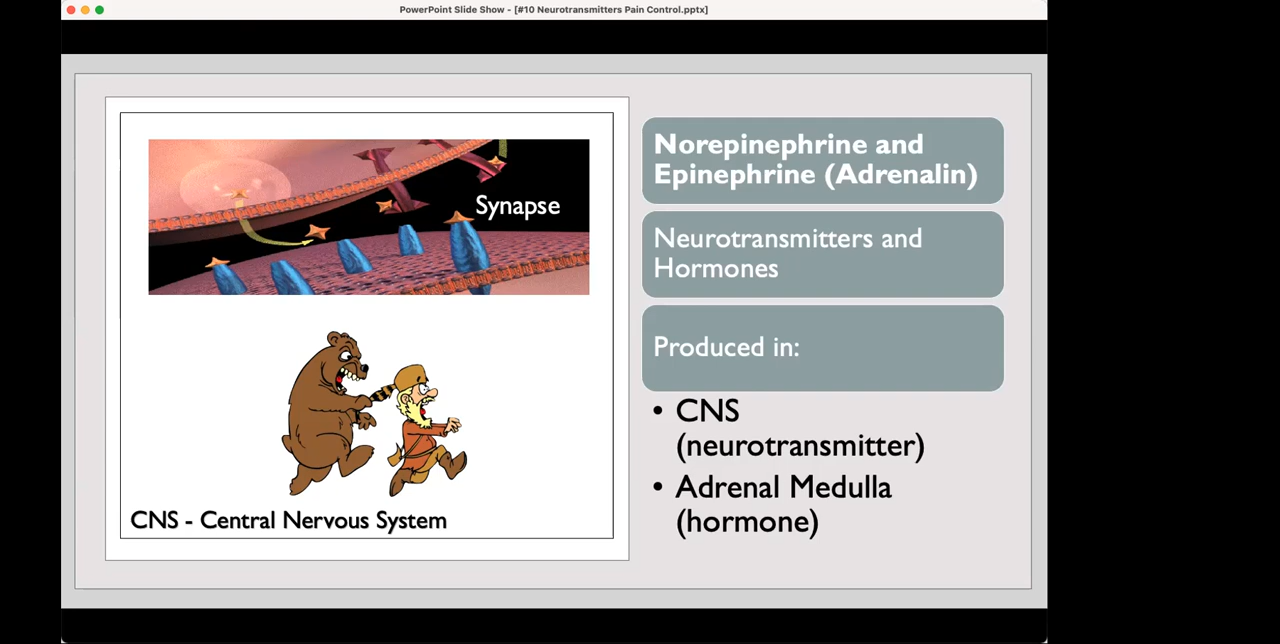 PowerPoint Slide Show - [#10 Neurotransmitters Pain Control.pptx]
Synapse
CNS - Central Nervous System
Norepinephrine and
Epinephrine (Adrenalin)
Neurotransmitters and
Hormones
Produced in:
• CNS
(neurotransmitter)
• Adrenal Medulla
(hormone)